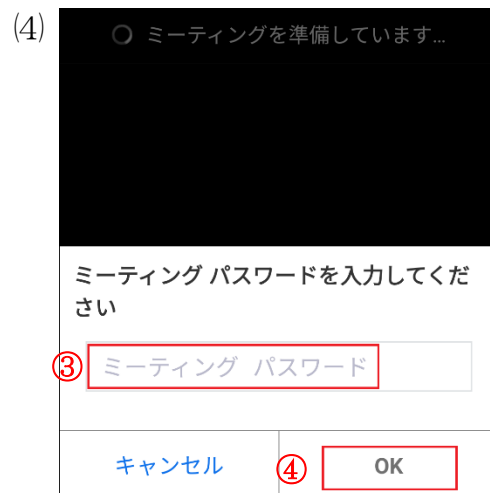 (4)
ミーティングを準備しています...
ミーティング パスワードを入力してくだ
さい
③ ミーティング パスワード
キャンセル ④ OK